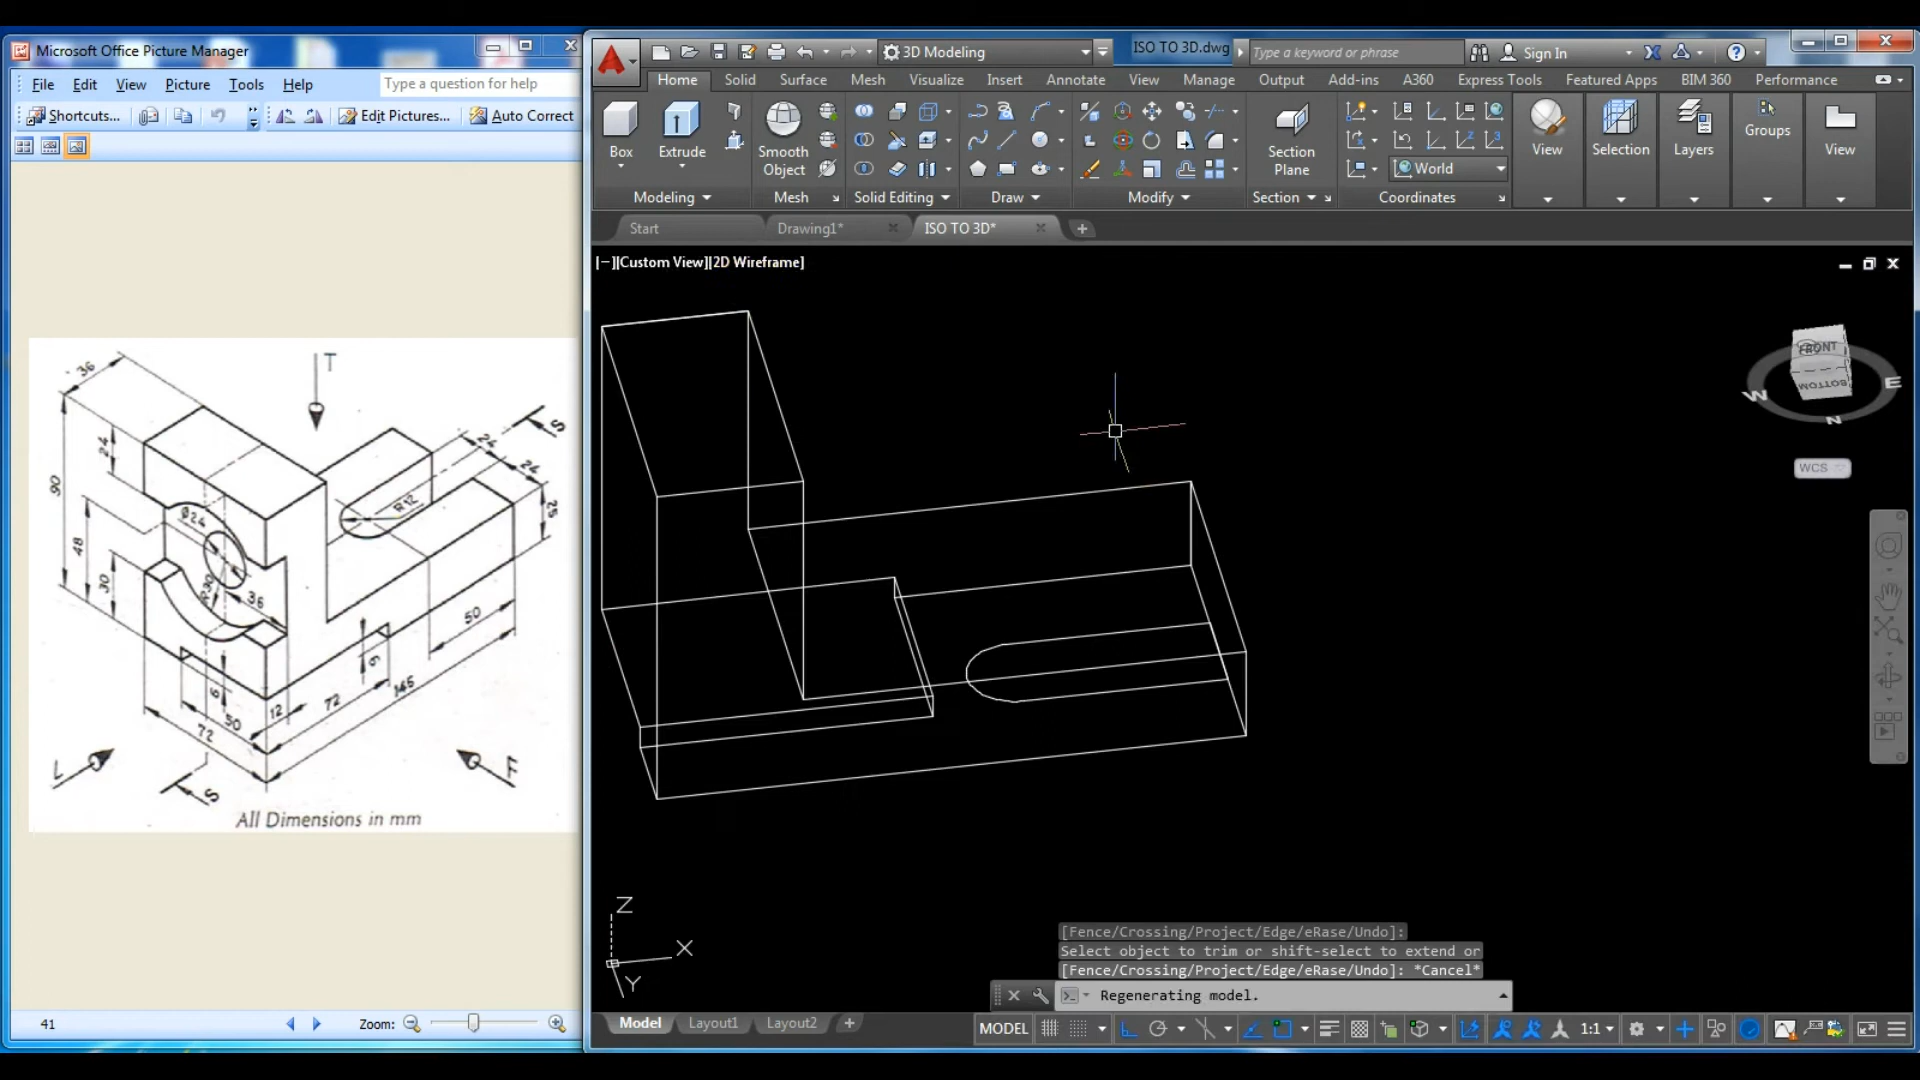 Microsoft Office Picture Manager
File Edit View Picture Tools Help
Type a question for help
Shortcuts... Edit Pictures... Auto Correct
36
T
24
90
48
30
Ø24
R30
36
R12
24
24
25
S
50
6
6
12
72
145
50
72
L
F
S
All Dimensions in mm
41
Zoom:
3D Modeling
ISO TO 3D.dwg
Type a keyword or phrase
Sign In
Home Solid Surface Mesh Visualize Insert Annotate View Manage Output Add-ins A360 Express Tools Featured Apps BIM 360 Performance
Box
Extrude
Smooth Object
Section Plane
World
View
Selection
Layers
Groups
View
Modeling Mesh Solid Editing Draw Modify Section Coordinates
Start Drawing1* ISO TO 3D*
[−][Custom View][2D Wireframe]
FRONT
BOTTOM
W
E
N
WCS
Z
X
Y
[Fence/Crossing/Project/Edge/eRase/Undo]:
Select object to trim or shift-select to extend or
[Fence/Crossing/Project/Edge/eRase/Undo]: *Cancel*
Regenerating model.
Model Layout1 Layout2
MODEL
1:1